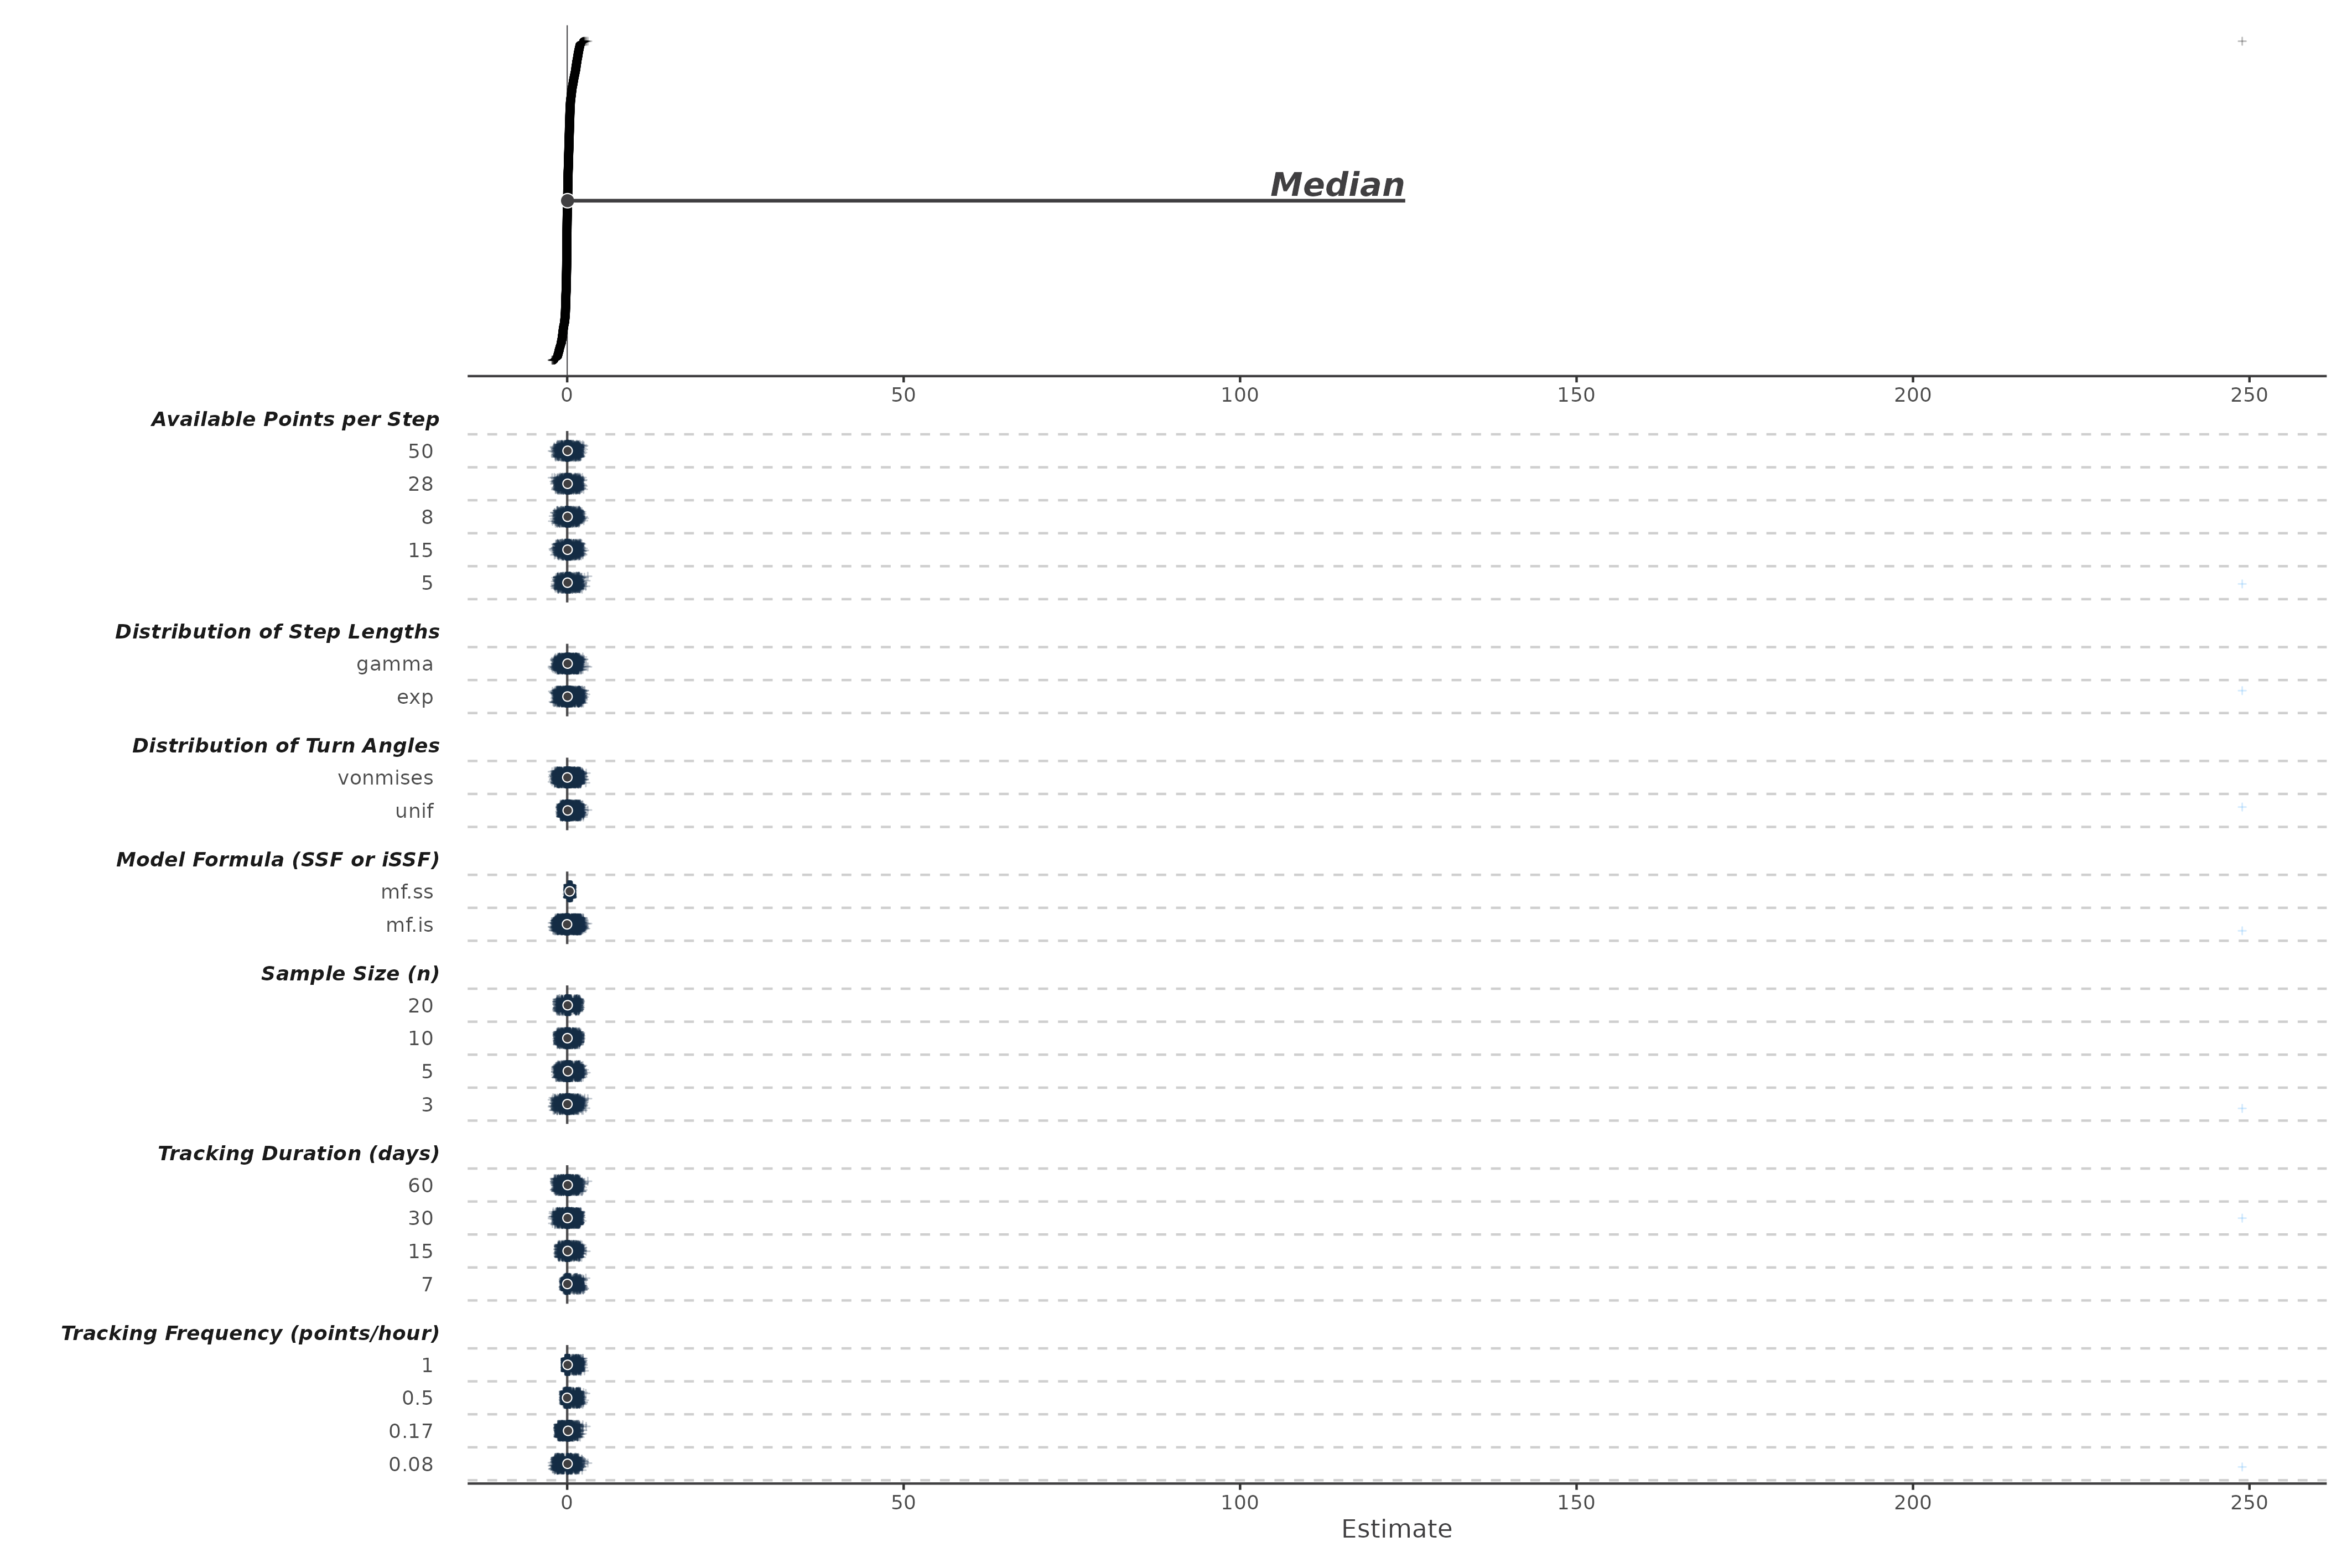 Median
0 50 100 150 200 250
Available Points per Step
50
28
8
15
5
Distribution of Step Lengths
gamma
exp
Distribution of Turn Angles
vonmises
unif
Model Formula (SSF or iSSF)
mf.ss
mf.is
Sample Size (n)
20
10
5
3
Tracking Duration (days)
60
30
15
7
Tracking Frequency (points/hour)
1
0.5
0.17
0.08
0 50 100 150 200 250
Estimate